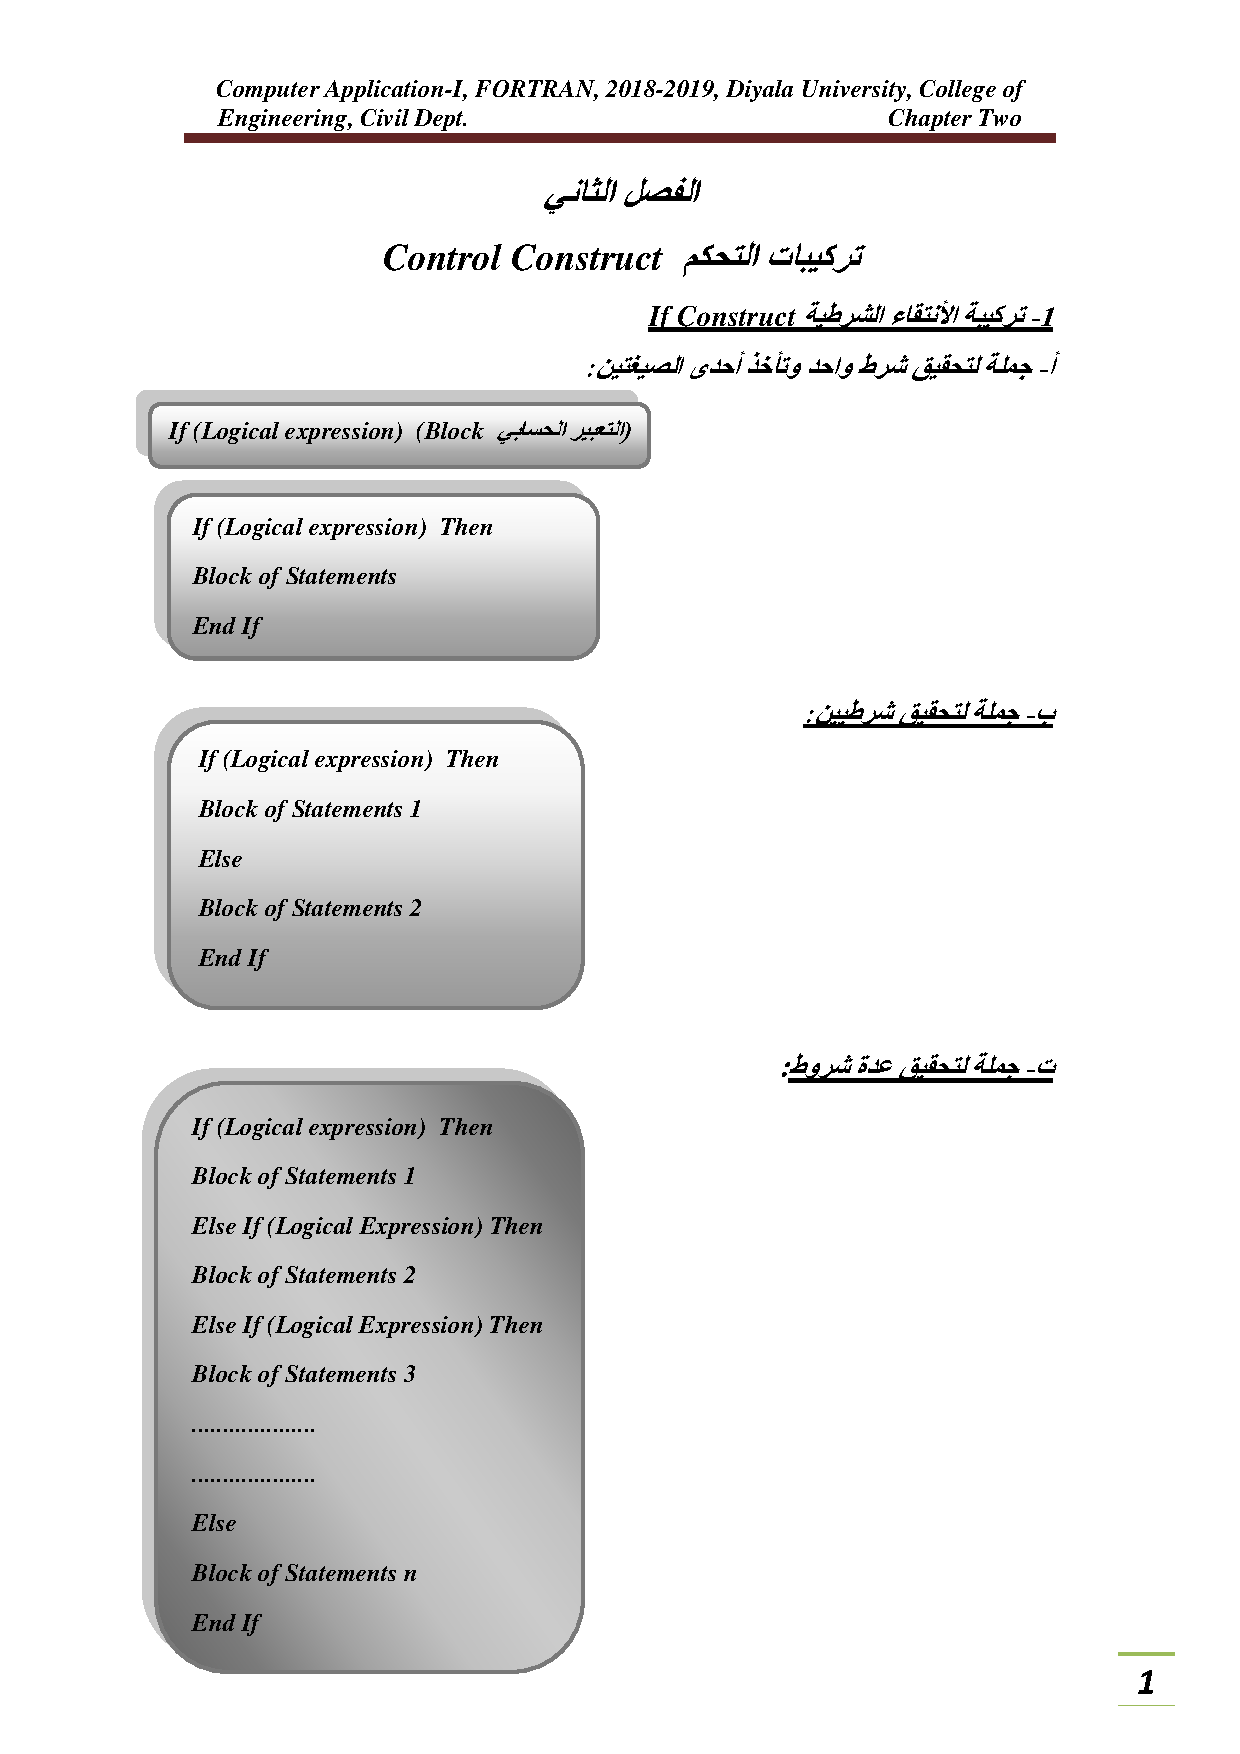 Computer Application-I, FORTRAN, 2018-2019, Diyala University, College of
Engineering, Civil Dept. Chapter Two
الفصل الثاني
تركيبات التحكم Control Construct
1- تركيبة الأنتقاء الشرطية If Construct
أ- جملة لتحقيق شرط واحد وتأخذ أحدى الصيغتين:
If (Logical expression) (Block التعبير الحسابي)
If (Logical expression) Then
Block of Statements
End If
ب- جملة لتحقيق شرطيين:
If (Logical expression) Then
Block of Statements 1
Else
Block of Statements 2
End If
ت- جملة لتحقيق عدة شروط:
If (Logical expression) Then
Block of Statements 1
Else If (Logical Expression) Then
Block of Statements 2
Else If (Logical Expression) Then
Block of Statements 3
....................
....................
Else
Block of Statements n
End If
1